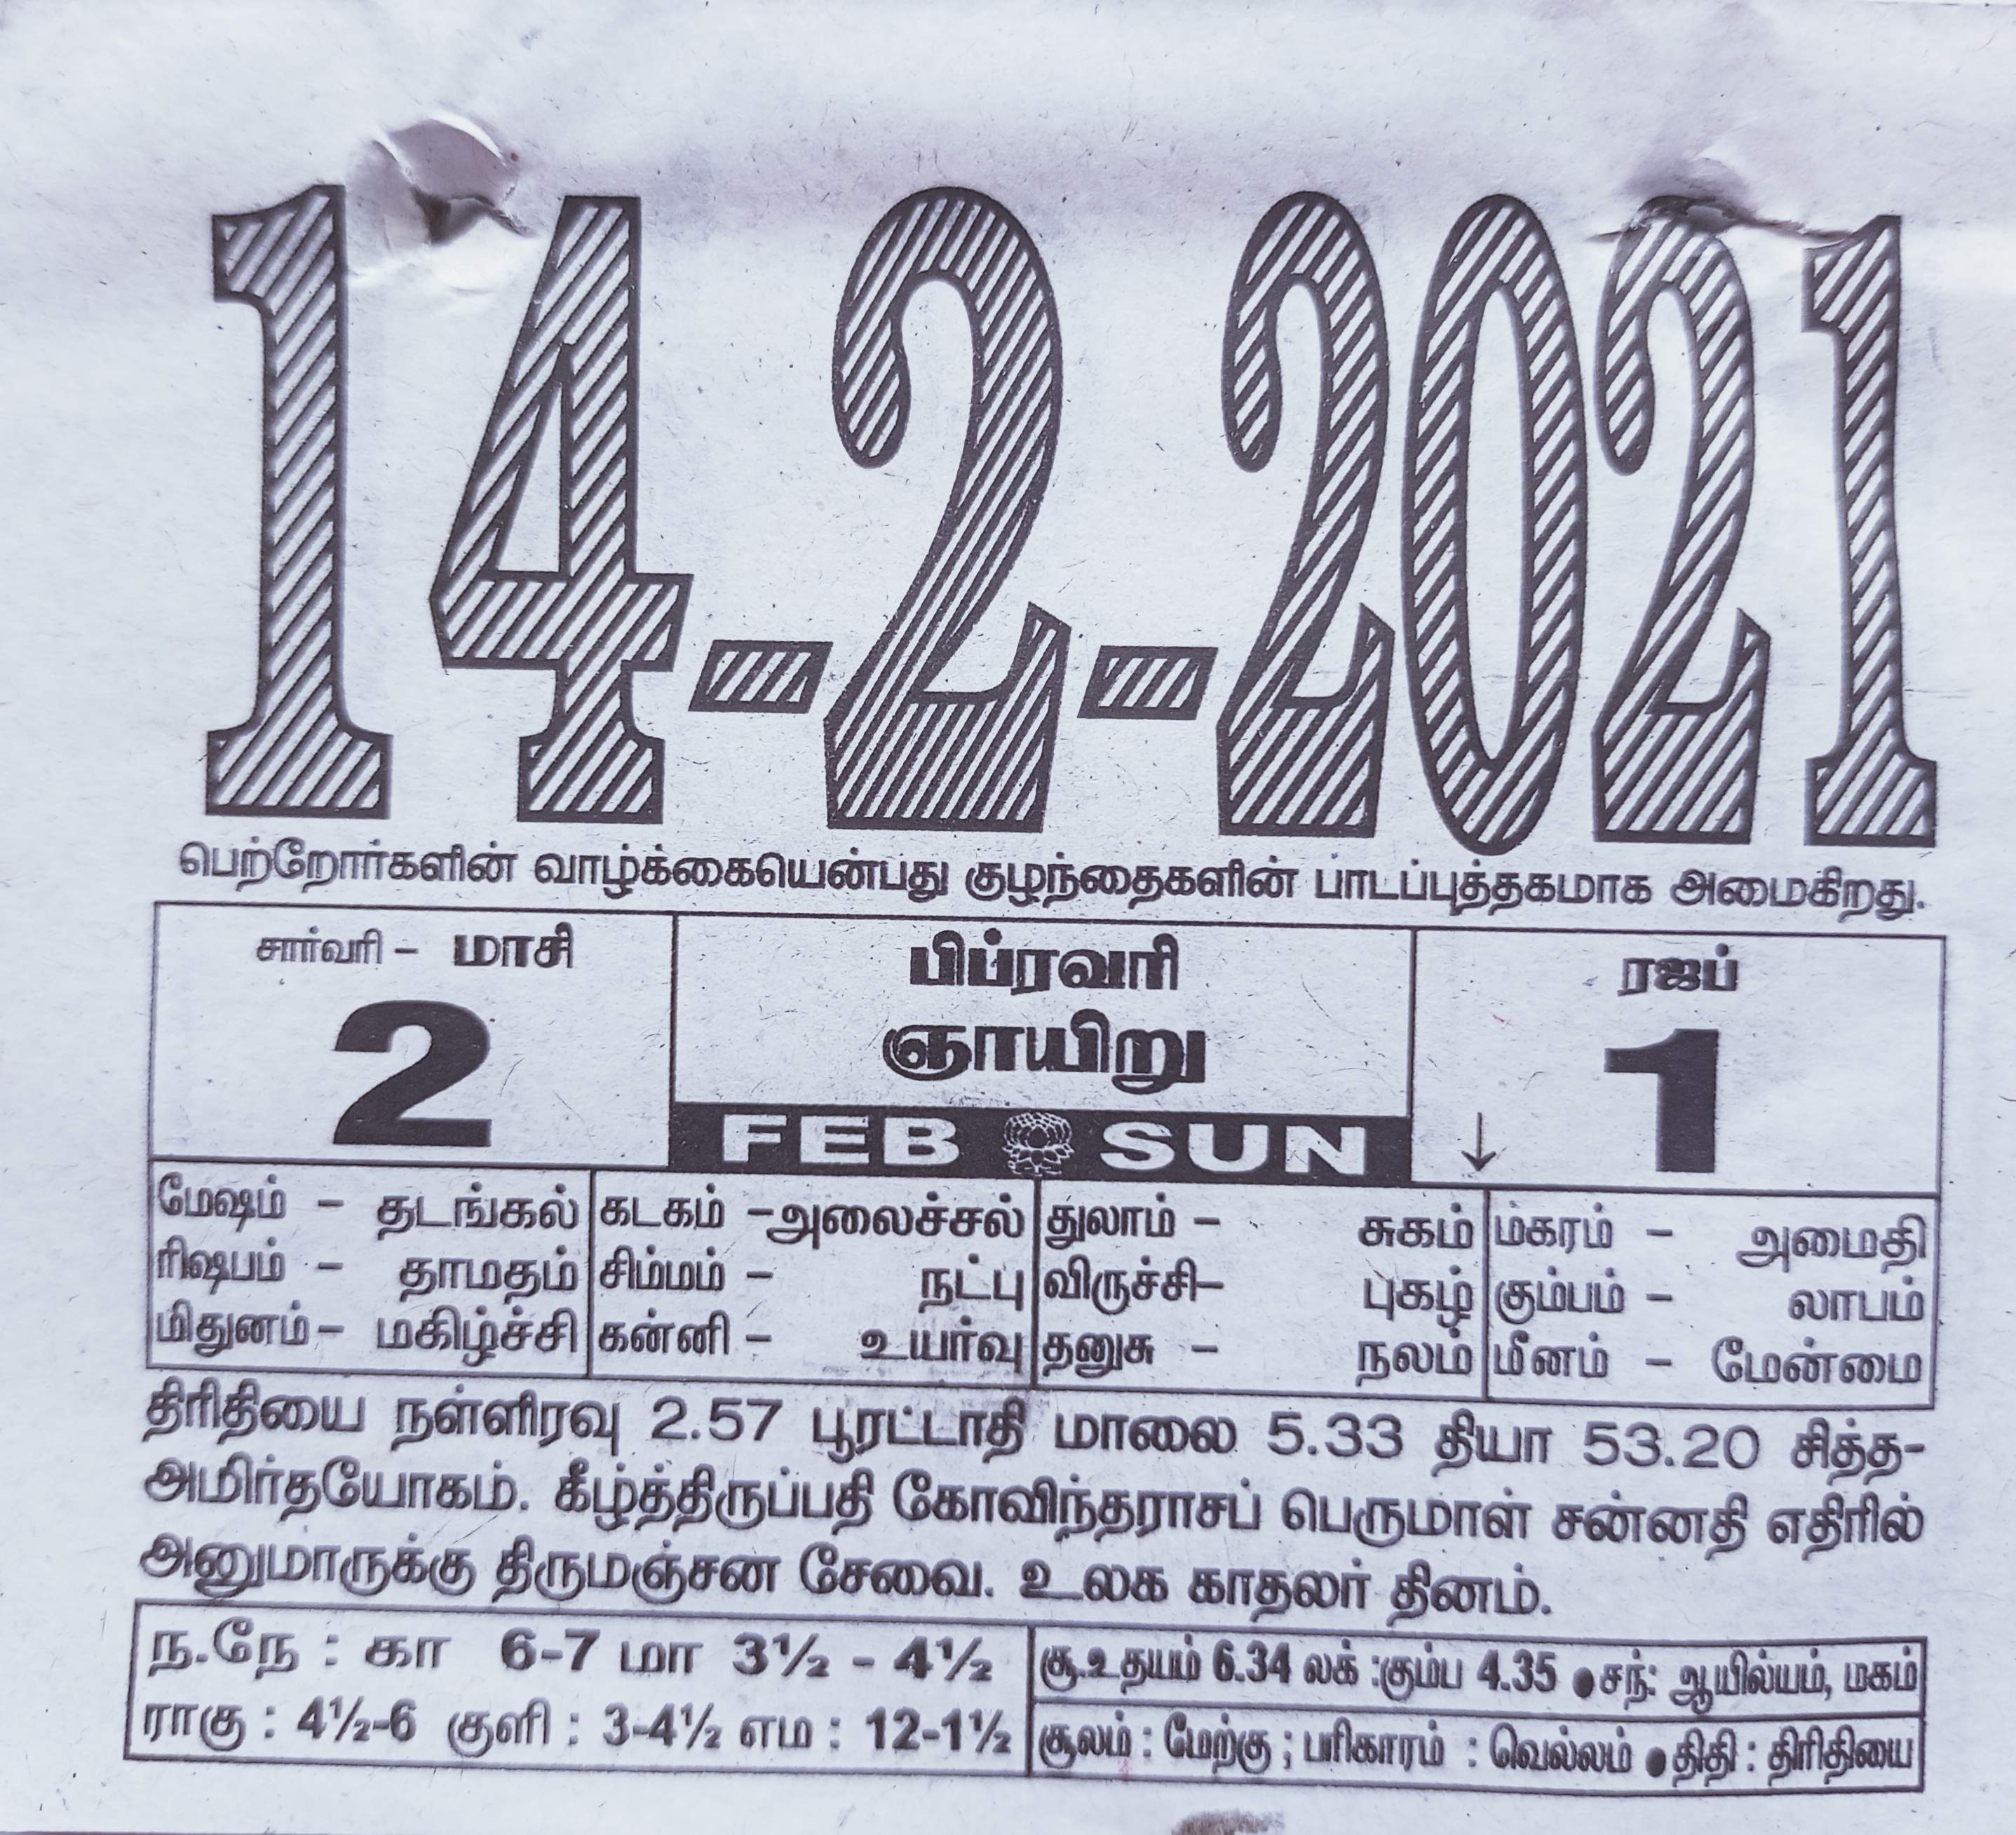 14-2-2021
பெற்றோர்களின் வாழ்க்கையென்பது குழந்தைகளின் பாடப்புத்தகமாக அமைகிறது.
சார்வரி - மாசி
2
பிப்ரவரி
ஞாயிறு
FEB SUN
ரஜப்
↓ 1
மேஷம் - தடங்கல்
ரிஷபம் - தாமதம்
மிதுனம் - மகிழ்ச்சி
கடகம் - அலைச்சல்
சிம்மம் - நட்பு
கன்னி - உயர்வு
துலாம் - சுகம்
விருச்சி - புகழ்
தனுசு - நலம்
மகரம் - அமைதி
கும்பம் - லாபம்
மீனம் - மேன்மை
திரிதியை நள்ளிரவு 2.57 பூரட்டாதி மாலை 5.33 தியா 53.20 சித்த-
அமிர்தயோகம். கீழ்த்திருப்பதி கோவிந்தராசப் பெருமாள் சன்னதி எதிரில்
அனுமாருக்கு திருமஞ்சன சேவை. உலக காதலர் தினம்.
ந.நே : கா 6-7 மா 3½ - 4½
ராகு : 4½-6 குளி : 3-4½ எம : 12-1½
சூ.உதயம் 6.34 லக் :கும்ப 4.35 ● சந்: ஆயில்யம், மகம்
சூலம் : மேற்கு ; பரிகாரம் : வெல்லம் ● திதி : திரிதியை